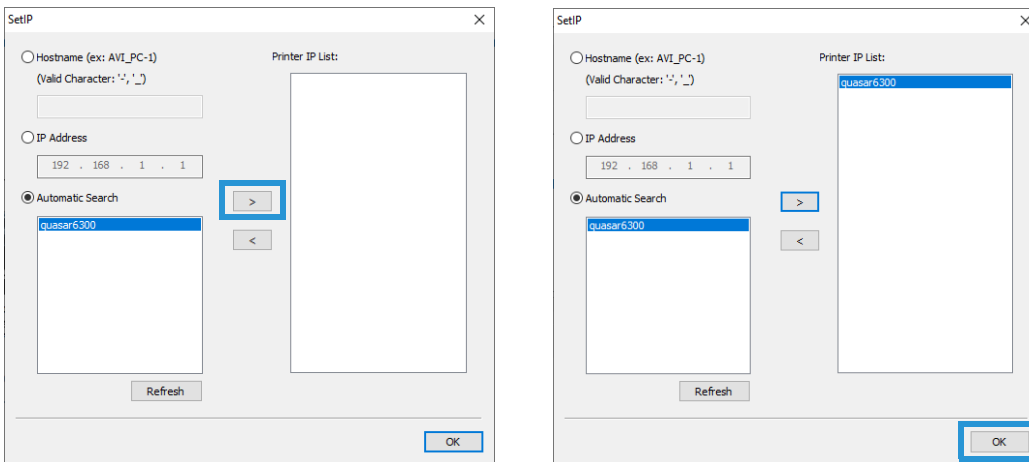 SetIP
Hostname (ex: AVI_PC-1)
Printer IP List:
(Valid Character: '-', '_')
IP Address
192 . 168 . 1 . 1
Automatic Search
>
quasar6300
<
Refresh
OK
SetIP
Hostname (ex: AVI_PC-1)
Printer IP List:
(Valid Character: '-', '_')
quasar6300
IP Address
192 . 168 . 1 . 1
Automatic Search
>
quasar6300
<
Refresh
OK